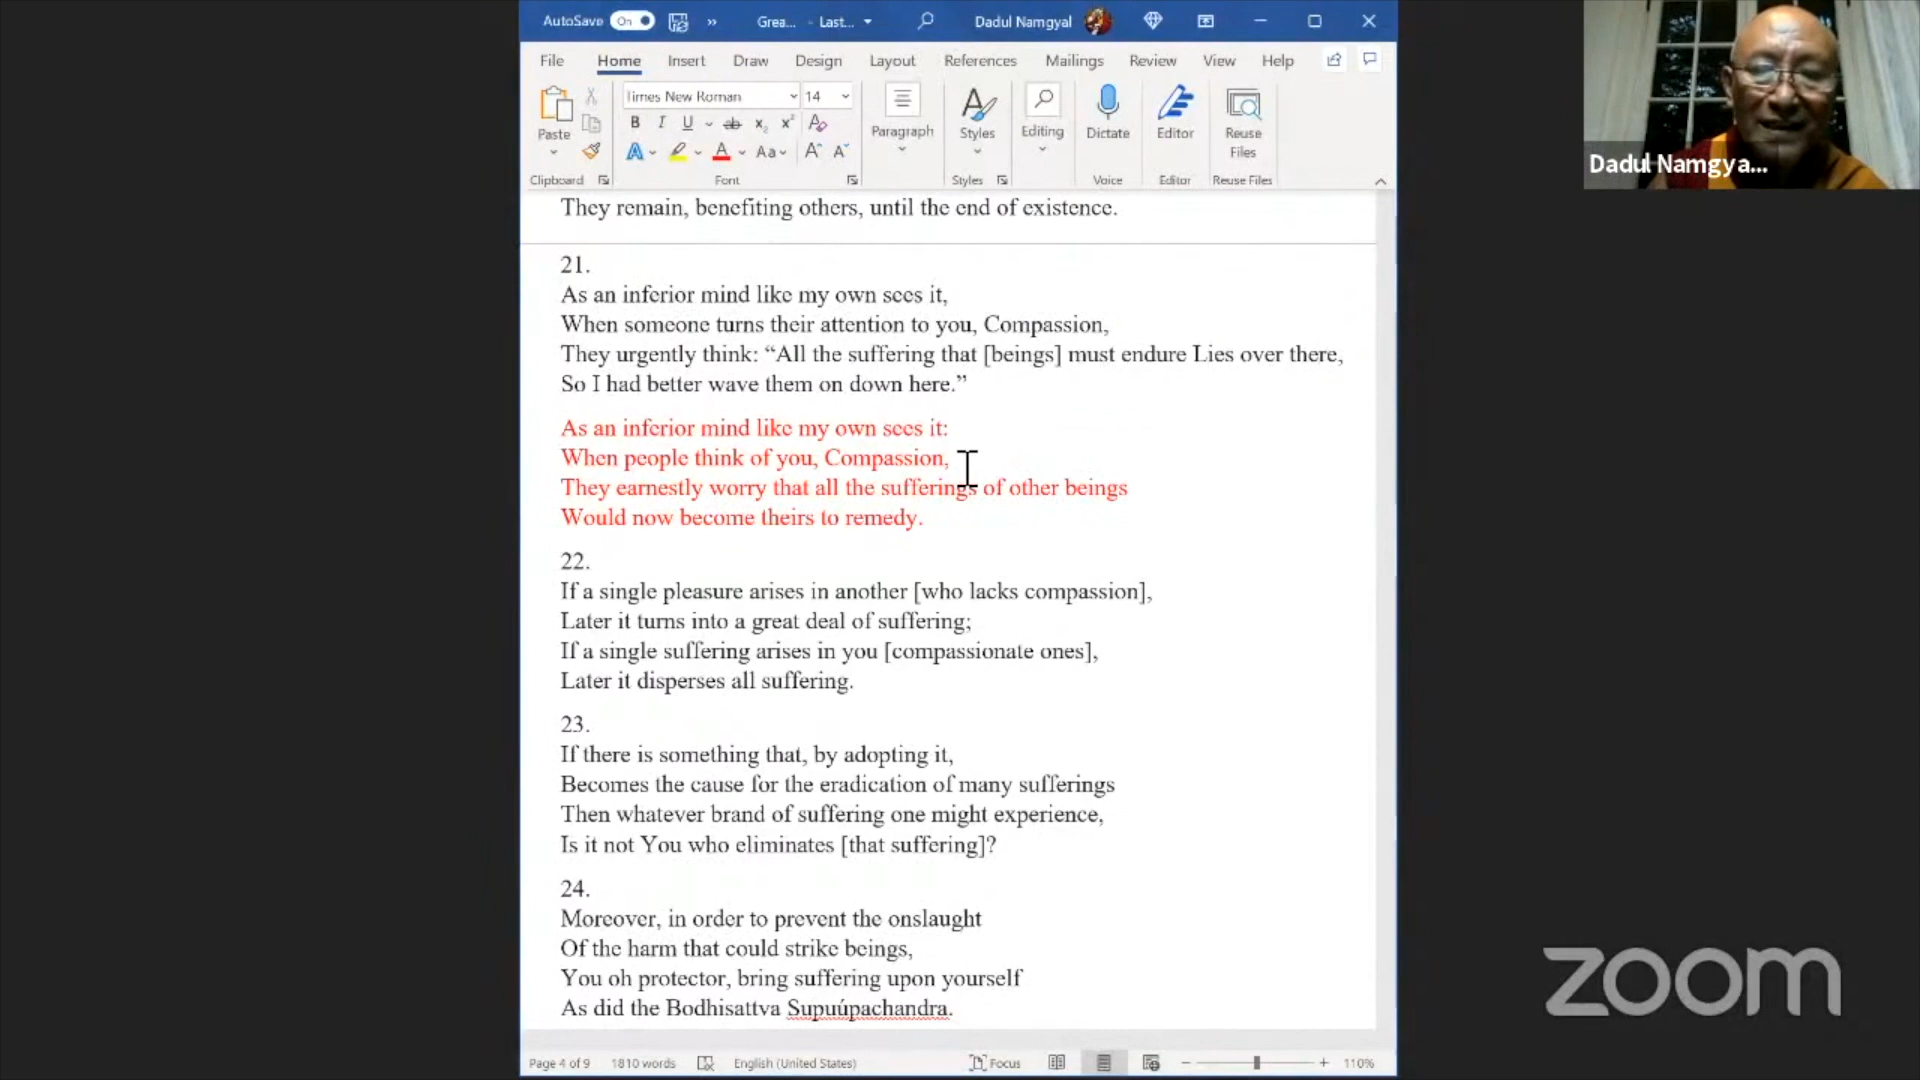 AutoSave On » Grea... - Last... Dadul Namgyal
File Home Insert Draw Design Layout References Mailings Review View Help
Times New Roman 14
B I U ab x₂ x² A
A A Aa A A
Paste
Paragraph
Styles
Editing
Dictate
Editor
Reuse
Files
Clipboard Font Styles Voice Editor Reuse Files
Dadul Namgya...
They remain, benefiting others, until the end of existence.
21.
As an inferior mind like my own sees it,
When someone turns their attention to you, Compassion,
They urgently think: “All the suffering that [beings] must endure Lies over there,
So I had better wave them on down here.”
As an inferior mind like my own sees it:
When people think of you, Compassion,
They earnestly worry that all the sufferings of other beings
Would now become theirs to remedy.
22.
If a single pleasure arises in another [who lacks compassion],
Later it turns into a great deal of suffering;
If a single suffering arises in you [compassionate ones],
Later it disperses all suffering.
23.
If there is something that, by adopting it,
Becomes the cause for the eradication of many sufferings
Then whatever brand of suffering one might experience,
Is it not You who eliminates [that suffering]?
24.
Moreover, in order to prevent the onslaught
Of the harm that could strike beings,
You oh protector, bring suffering upon yourself
As did the Bodhisattva Supuúpachandra.
Page 4 of 9 1810 words English (United States) Focus - + 110%
zoom